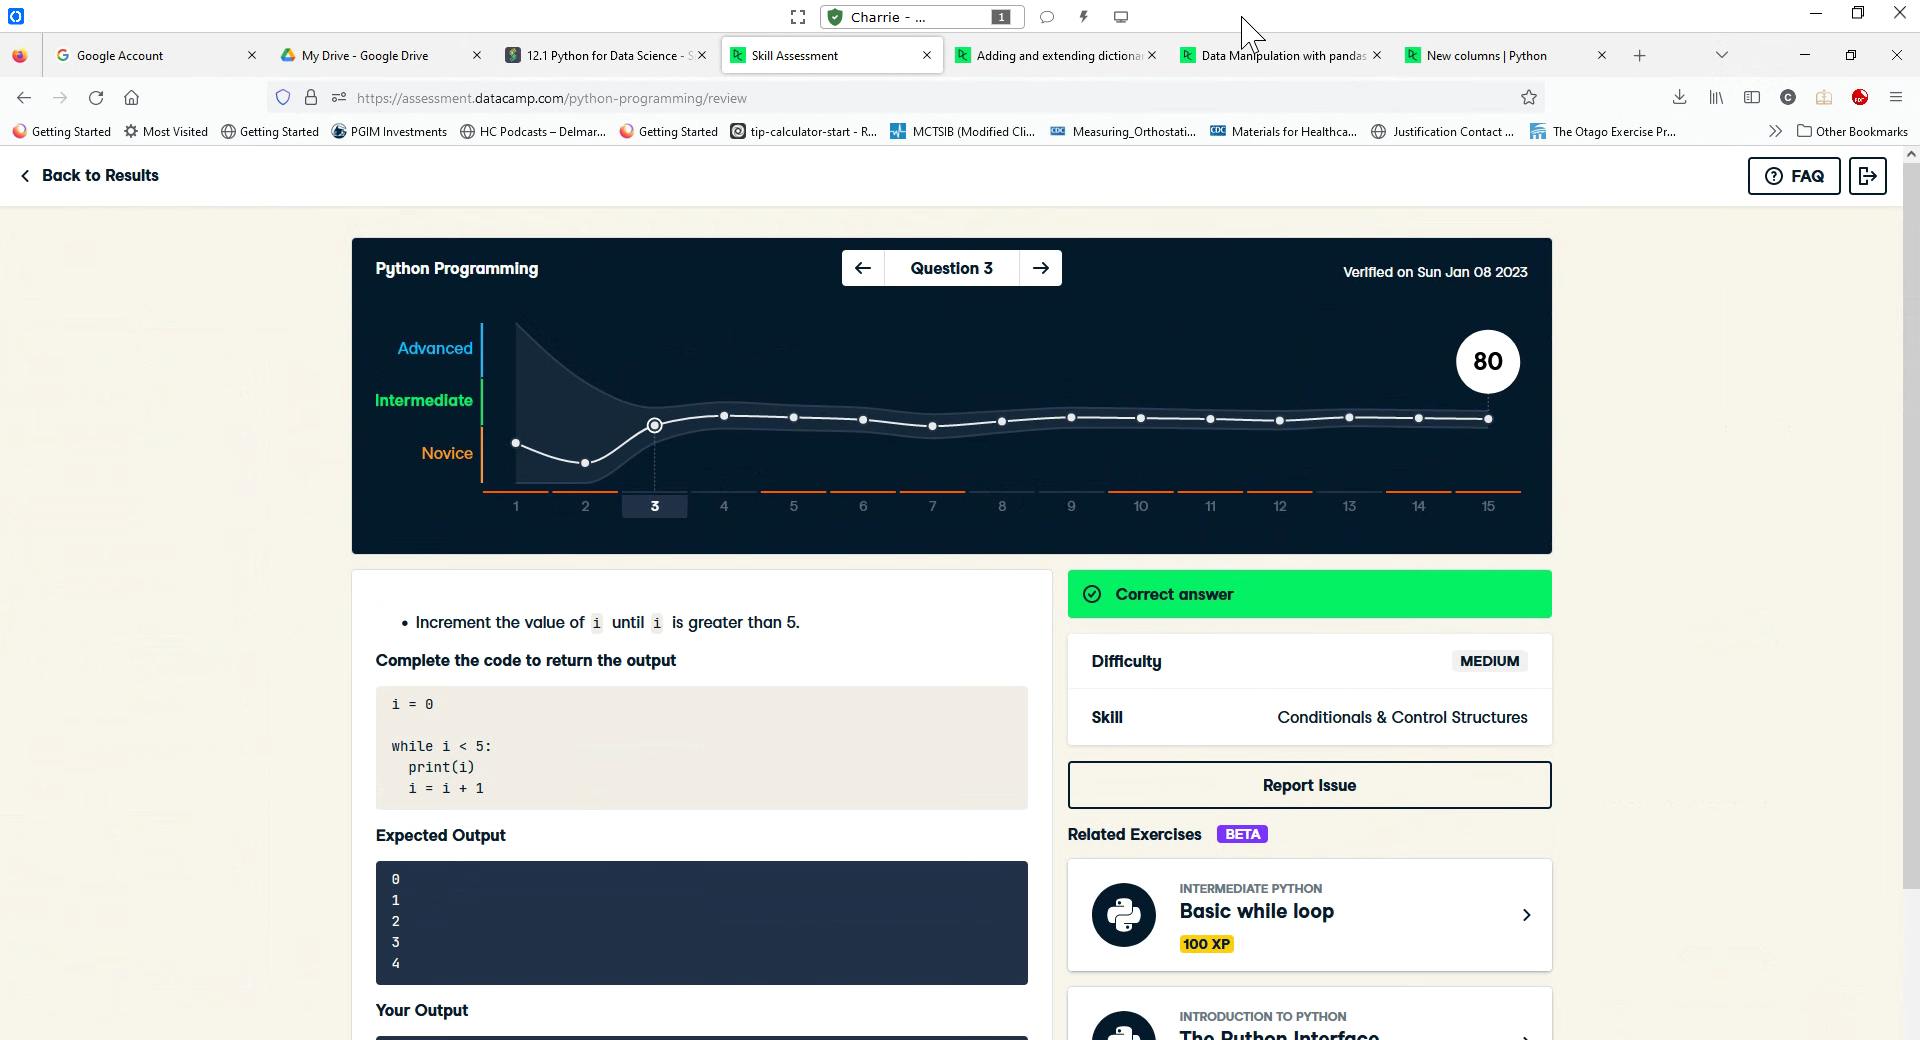 Charrie - ...
1
Google Account
My Drive - Google Drive
12.1 Python for Data Science - S
Skill Assessment
Adding and extending dictionar
Data Manipulation with pandas
New columns | Python
https://assessment.datacamp.com/python-programming/review
Getting Started
Most Visited
Getting Started
PGIM Investments
HC Podcasts – Delmar...
Getting Started
tip-calculator-start - R...
MCTSIB (Modified Cli...
Measuring_Orthostati...
Materials for Healthca...
Justification Contact ...
The Otago Exercise Pr...
Other Bookmarks
Back to Results
FAQ
Python Programming
Question 3
Verified on Sun Jan 08 2023
Advanced
Intermediate
Novice
80
1 2 3 4 5 6 7 8 9 10 11 12 13 14 15
• Increment the value of i until i is greater than 5.
Complete the code to return the output
i = 0
while i < 5:
print(i)
i = i + 1
Expected Output
0
1
2
3
4
Your Output
Correct answer
Difficulty
MEDIUM
Skill
Conditionals & Control Structures
Report Issue
Related Exercises
BETA
INTERMEDIATE PYTHON
Basic while loop
100 XP
INTRODUCTION TO PYTHON
The Python Interface